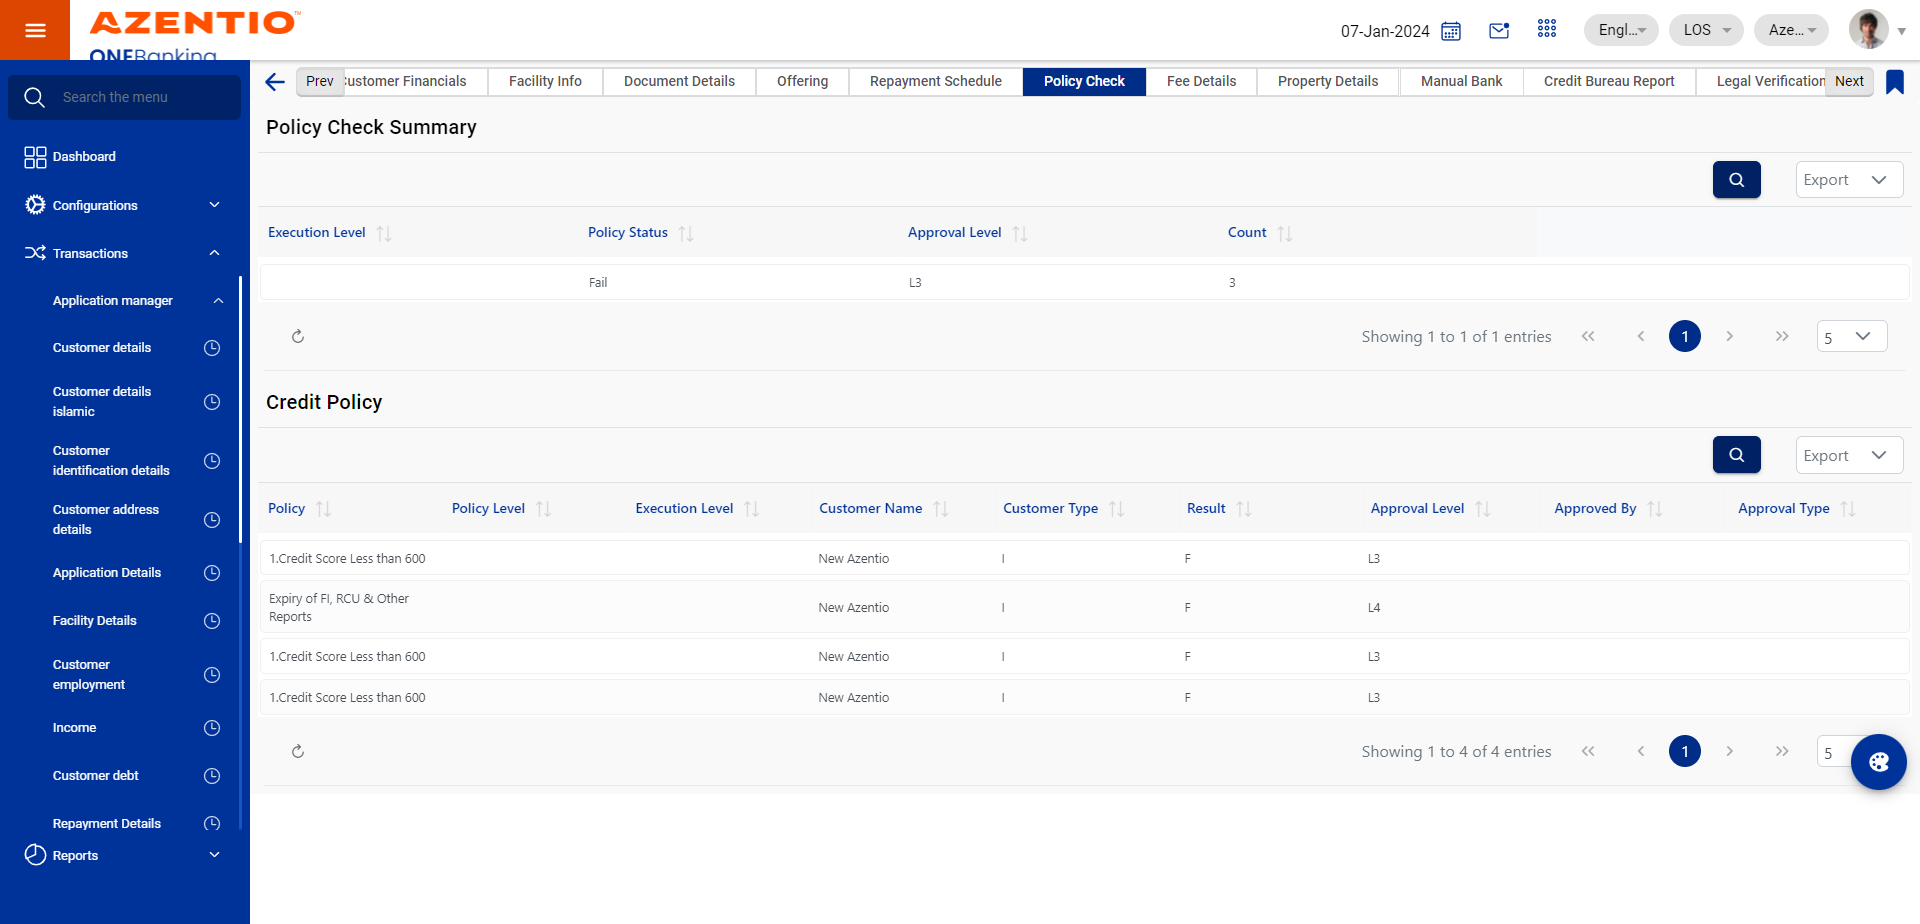 AZENTIO™
ONEBanking
07-Jan-2024
Engl...
LOS
Aze...
Search the menu
Dashboard
Configurations
Transactions
Application manager
Customer details
Customer details
islamic
Customer
identification details
Customer address
details
Application Details
Facility Details
Customer
employment
Income
Customer debt
Repayment Details
Reports
Prev
ustomer Financials
Facility Info
Document Details
Offering
Repayment Schedule
Policy Check
Fee Details
Property Details
Manual Bank
Credit Bureau Report
Legal Verification
Next
Policy Check Summary
Export
Execution Level
Policy Status
Approval Level
Count
Fail
L3
3
Showing 1 to 1 of 1 entries
1
5
Credit Policy
Export
Policy
Policy Level
Execution Level
Customer Name
Customer Type
Result
Approval Level
Approved By
Approval Type
1.Credit Score Less than 600
New Azentio
I
F
L3
Expiry of FI, RCU & Other
Reports
New Azentio
I
F
L4
1.Credit Score Less than 600
New Azentio
I
F
L3
1.Credit Score Less than 600
New Azentio
I
F
L3
Showing 1 to 4 of 4 entries
1
5